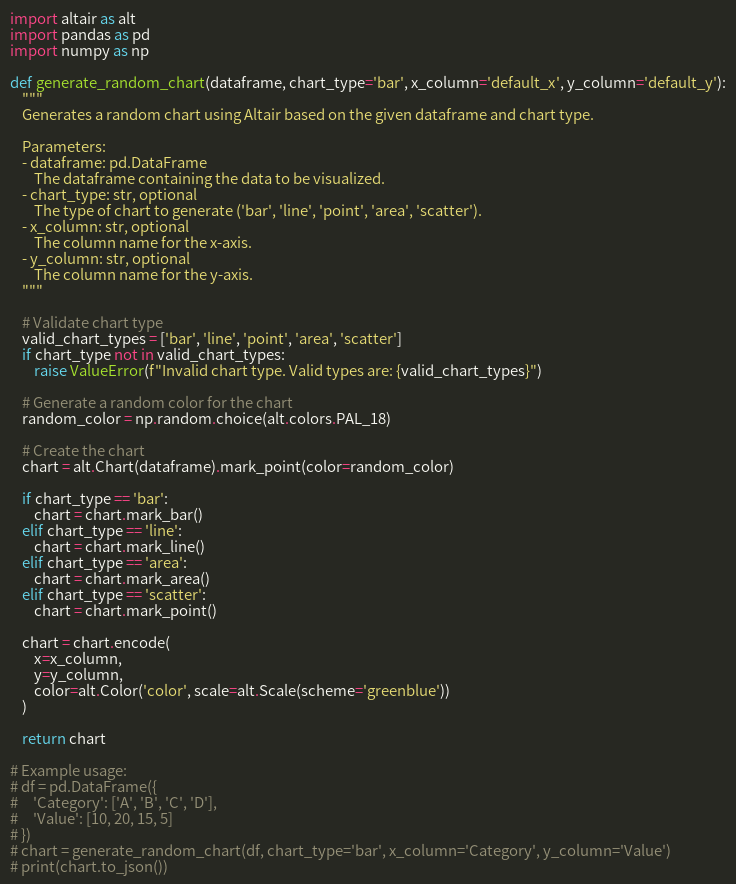 import altair as alt
import pandas as pd
import numpy as np

def generate_random_chart(dataframe, chart_type='bar', x_column='default_x', y_column='default_y'):
    """
    Generates a random chart using Altair based on the given dataframe and chart type.

    Parameters:
    - dataframe: pd.DataFrame
        The dataframe containing the data to be visualized.
    - chart_type: str, optional
        The type of chart to generate ('bar', 'line', 'point', 'area', 'scatter').
    - x_column: str, optional
        The column name for the x-axis.
    - y_column: str, optional
        The column name for the y-axis.
    """

    # Validate chart type
    valid_chart_types = ['bar', 'line', 'point', 'area', 'scatter']
    if chart_type not in valid_chart_types:
        raise ValueError(f"Invalid chart type. Valid types are: {valid_chart_types}")

    # Generate a random color for the chart
    random_color = np.random.choice(alt.colors.PAL_18)

    # Create the chart
    chart = alt.Chart(dataframe).mark_point(color=random_color)

    if chart_type == 'bar':
        chart = chart.mark_bar()
    elif chart_type == 'line':
        chart = chart.mark_line()
    elif chart_type == 'area':
        chart = chart.mark_area()
    elif chart_type == 'scatter':
        chart = chart.mark_point()

    chart = chart.encode(
        x=x_column,
        y=y_column,
        color=alt.Color('color', scale=alt.Scale(scheme='greenblue'))
    )

    return chart

# Example usage:
# df = pd.DataFrame({
#     'Category': ['A', 'B', 'C', 'D'],
#     'Value': [10, 20, 15, 5]
# })
# chart = generate_random_chart(df, chart_type='bar', x_column='Category', y_column='Value')
# print(chart.to_json())